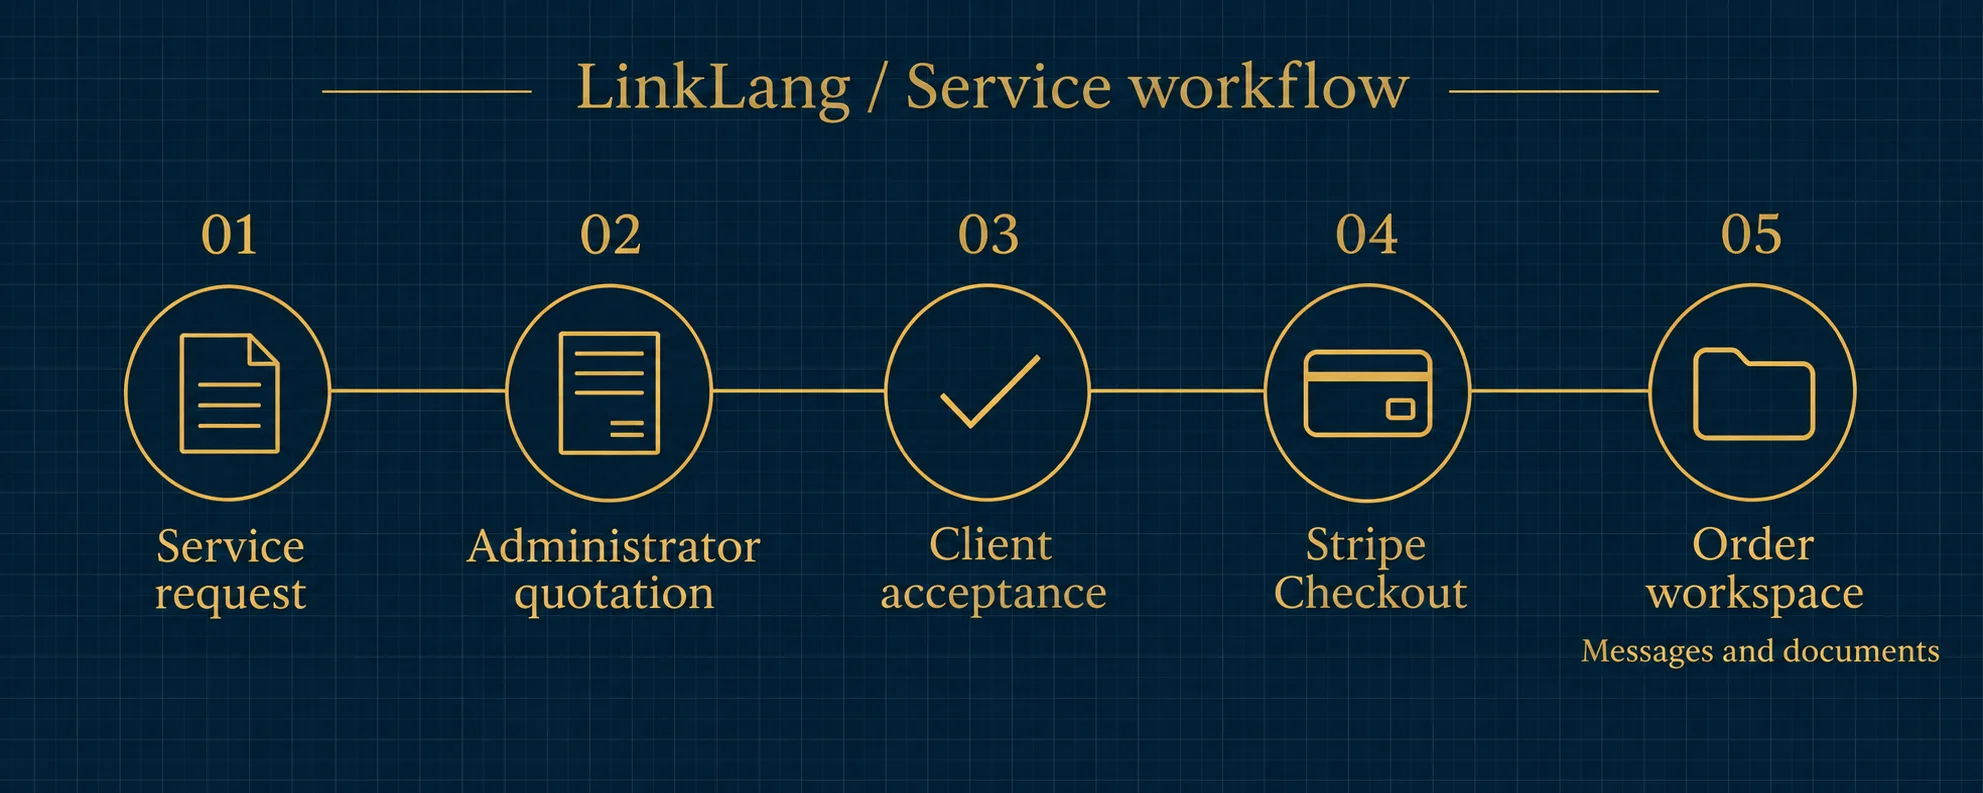 LinkLang / Service workflow
01
02
03
04
05
Service
request
Administrator
quotation
Client
acceptance
Stripe
Checkout
Order
workspace
Messages and documents